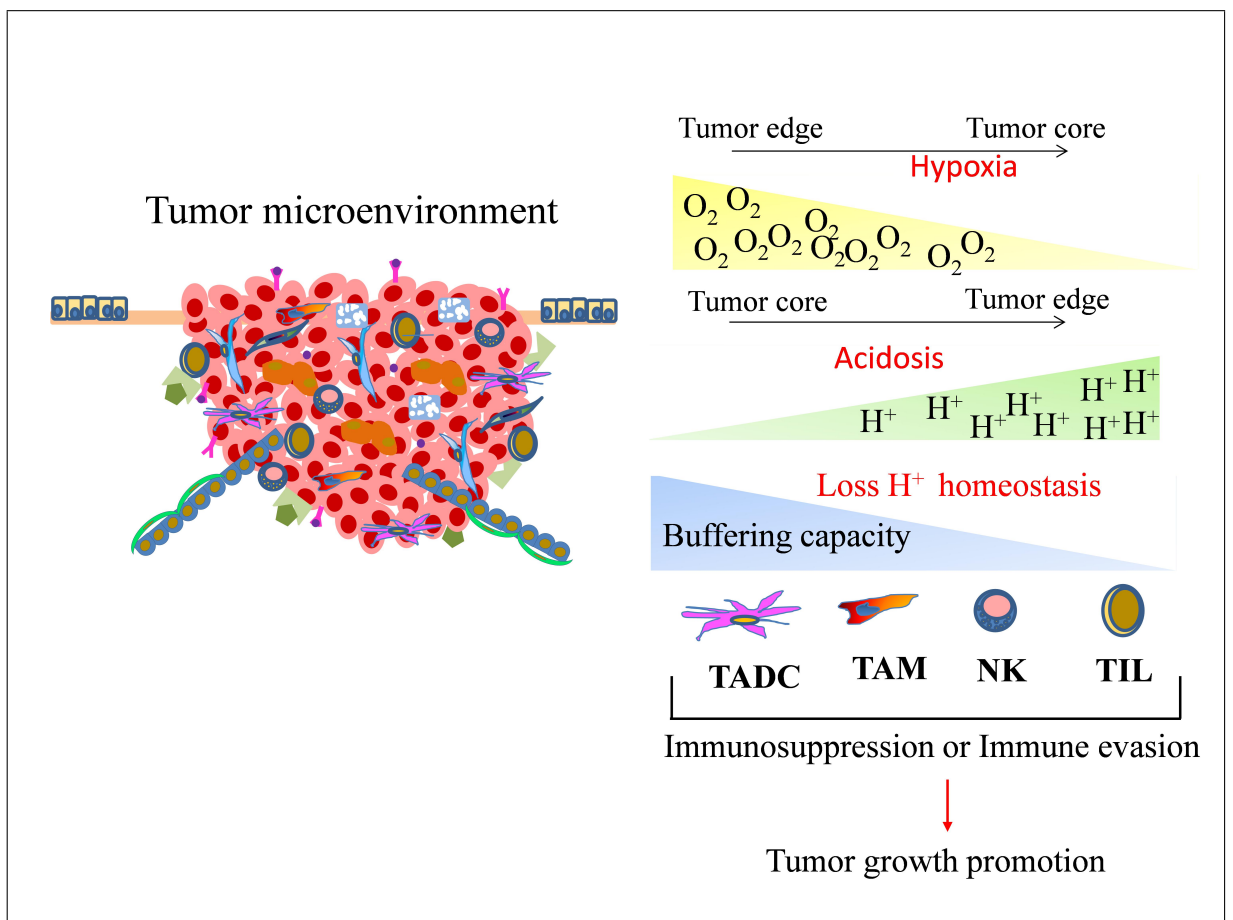 Tumor microenvironment
Tumor edge Tumor core
Hypoxia
O₂ O₂ O₂
O₂ O₂ O₂ O₂ O₂ O₂ O₂ O₂
Tumor core Tumor edge
Acidosis
H⁺ H⁺ H⁺ H⁺ H⁺
H⁺ H⁺ H⁺ H⁺
Loss H⁺ homeostasis
Buffering capacity
TADC TAM NK TIL
Immunosuppression or Immune evasion
Tumor growth promotion